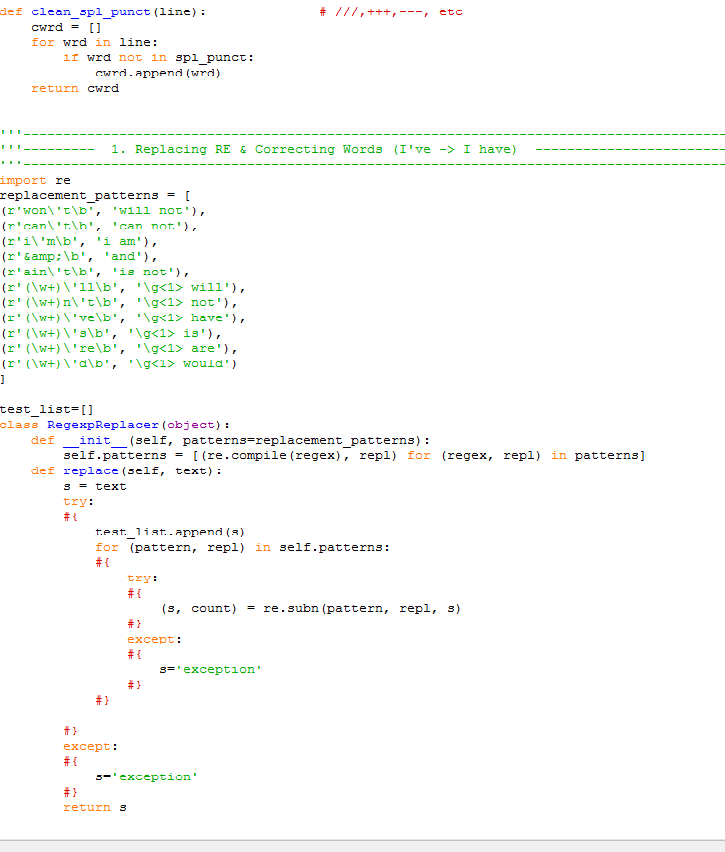 def clean_spl_punct(line):              # ///,+++,---, etc
    cwrd = []
    for wrd in line:
        if wrd not in spl_punct:
            cwrd.append(wrd)
    return cwrd
'''------------------------------------------------------------------------------------------
'''---------  1. Replacing RE & Correcting Words (I've -> I have)  ------------------------
'''------------------------------------------------------------------------------------------
import re
replacement_patterns = [
(r'won\'t\b', 'will not'),
(r'can\'t\b', 'can not'),
(r'i\'m\b', 'i am'),
(r'&amp;\b', 'and'),
(r'ain\'t\b', 'is not'),
(r'(\w+)\'ll\b', '\g<1> will'),
(r'(\w+)n\'t\b', '\g<1> not'),
(r'(\w+)\'ve\b', '\g<1> have'),
(r'(\w+)\'s\b', '\g<1> is'),
(r'(\w+)\'re\b', '\g<1> are'),
(r'(\w+)\'d\b', '\g<1> would')
]
test_list=[]
class RegexpReplacer(object):
    def __init__(self, patterns=replacement_patterns):
        self.patterns = [(re.compile(regex), repl) for (regex, repl) in patterns]
    def replace(self, text):
        s = text
        try:
        #{
            test_list.append(s)
            for (pattern, repl) in self.patterns:
            #{
                try:
                #{
                    (s, count) = re.subn(pattern, repl, s)
                #}
                except:
                #{
                    s='exception'
                #}
            #}
        #}
        except:
        #{
            s='exception'
        #}
        return s